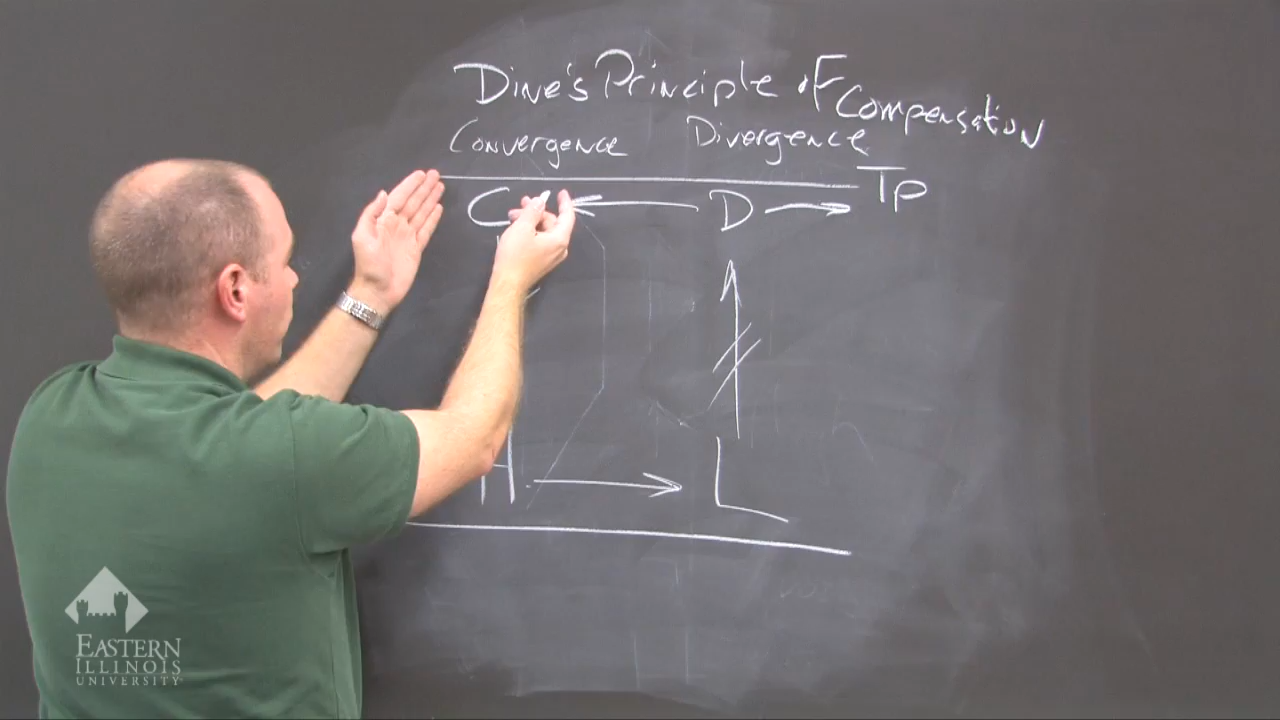 Dine's Principle of Compensation
Convergence Divergence
Tp
C D
H L
EASTERN
ILLINOIS
UNIVERSITY